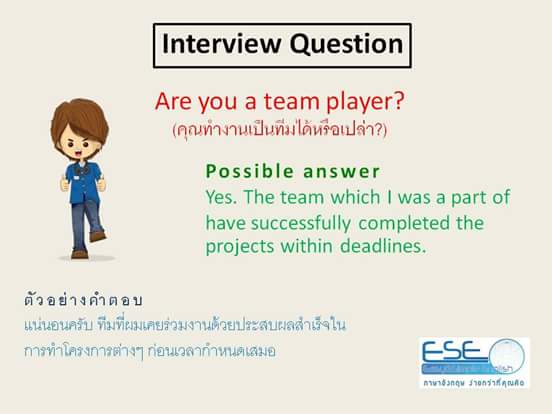 Interview Question
Are you a team player?
(คุณทำงานเป็นทีมได้หรือเปล่า?)
Possible answer
Yes. The team which I was a part of
have successfully completed the
projects within deadlines.
ตัวอย่างคำตอบ
แน่นอนครับ ทีมที่ผมเคยร่วมงานด้วยประสบผลสำเร็จใน
การทำโครงการต่างๆ ก่อนเวลากำหนดเสมอ
ESE
ภาษาอังกฤษ ง่ายกว่าที่คุณคิด